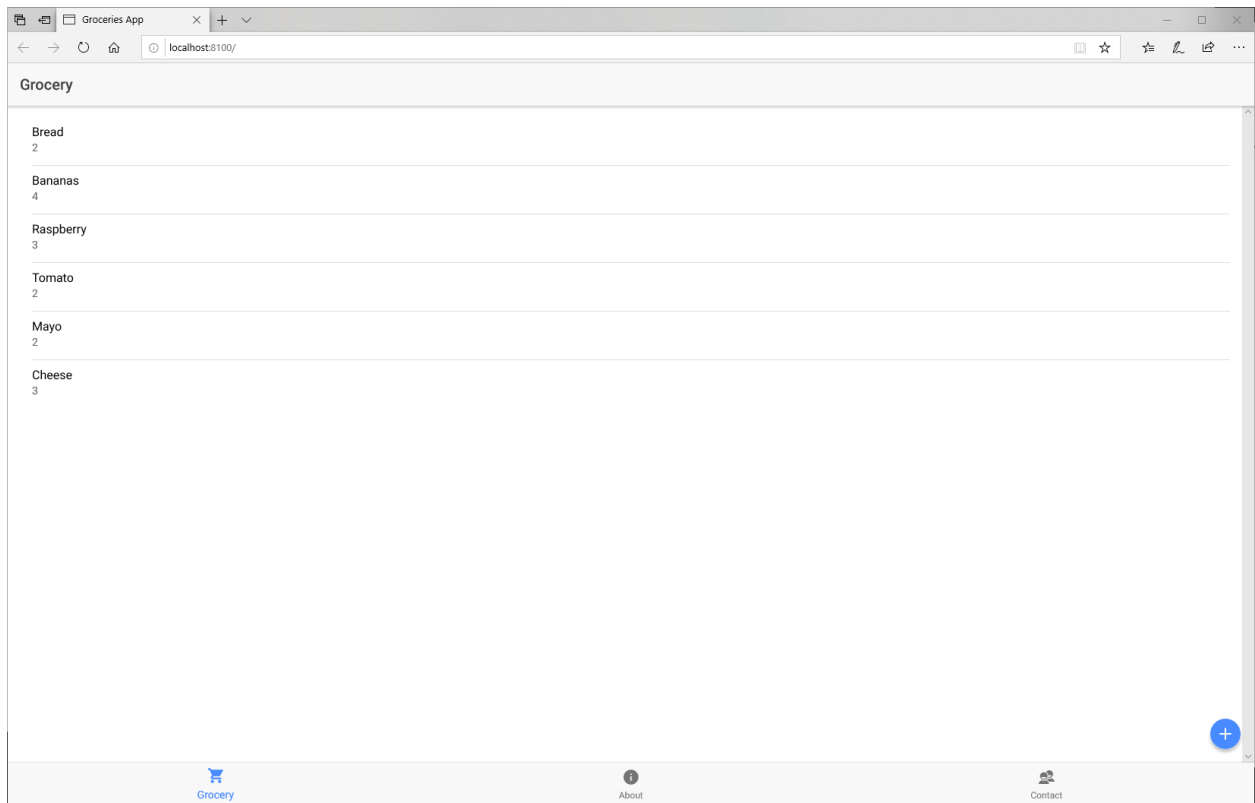 Groceries App
localhost:8100/
Grocery
Bread
2
Bananas
4
Raspberry
3
Tomato
2
Mayo
2
Cheese
3
Grocery
About
Contact